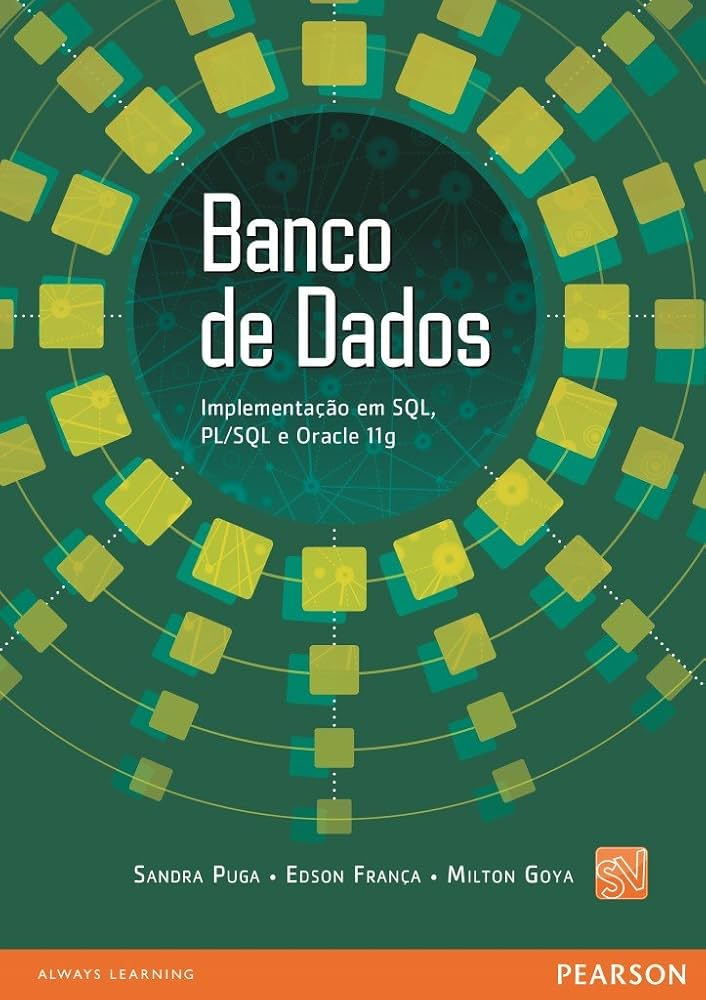 Banco
de Dados
Implementação em SQL,
PL/SQL e Oracle 11g
SANDRA PUGA • EDSON FRANÇA • MILTON GOYA
SV
ALWAYS LEARNING
PEARSON